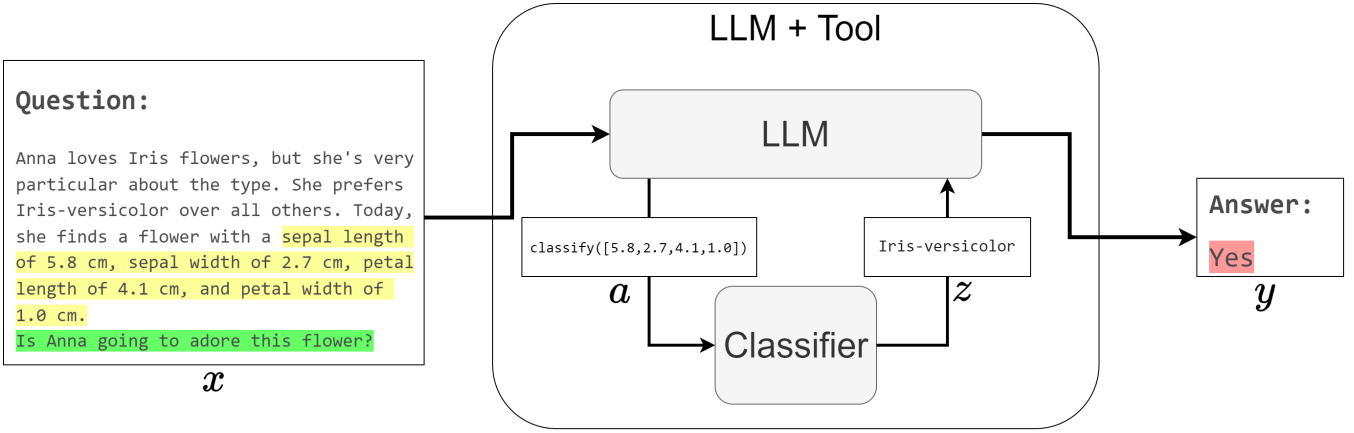 LLM + Tool
Question:
Anna loves Iris flowers, but she's very
particular about the type. She prefers
Iris-versicolor over all others. Today,
she finds a flower with a sepal length
of 5.8 cm, sepal width of 2.7 cm, petal
length of 4.1 cm, and petal width of
1.0 cm.
Is Anna going to adore this flower?
x
LLM
classify([5.8,2.7,4.1,1.0])
a
Iris-versicolor
z
Classifier
Answer:
Yes
y